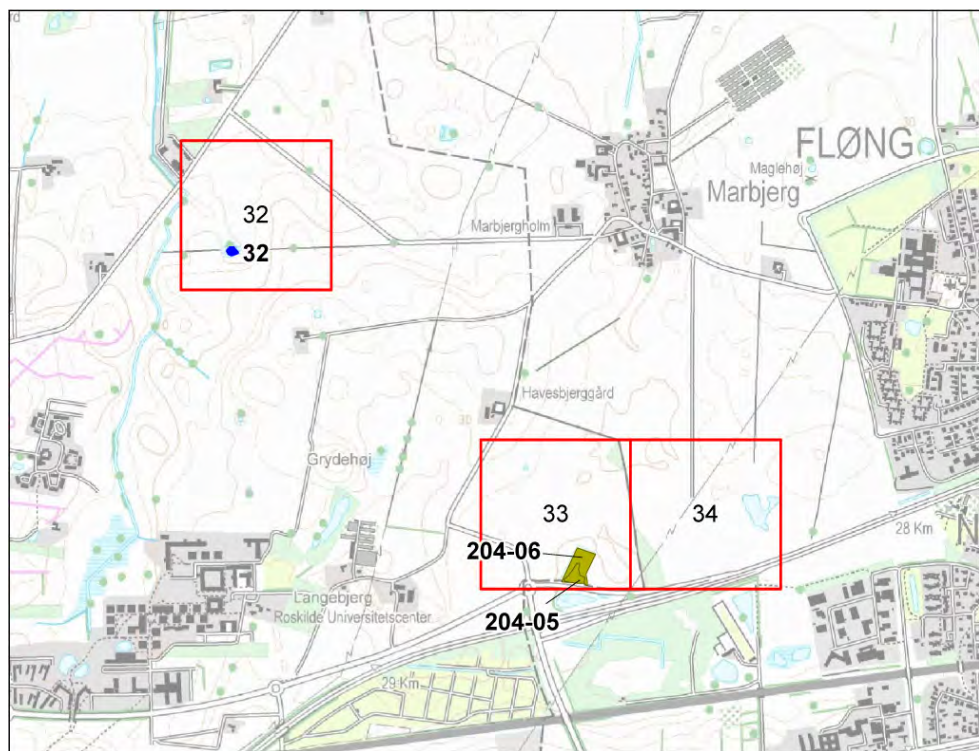 FLØNG
Maglehøj
Marbjerg
32
Marbjergholm
32
Havesbjerggård
Grydehøj
33
34
28 Km
204-06
Langebjerg
Roskilde Universitetscenter
204-05
29 Km